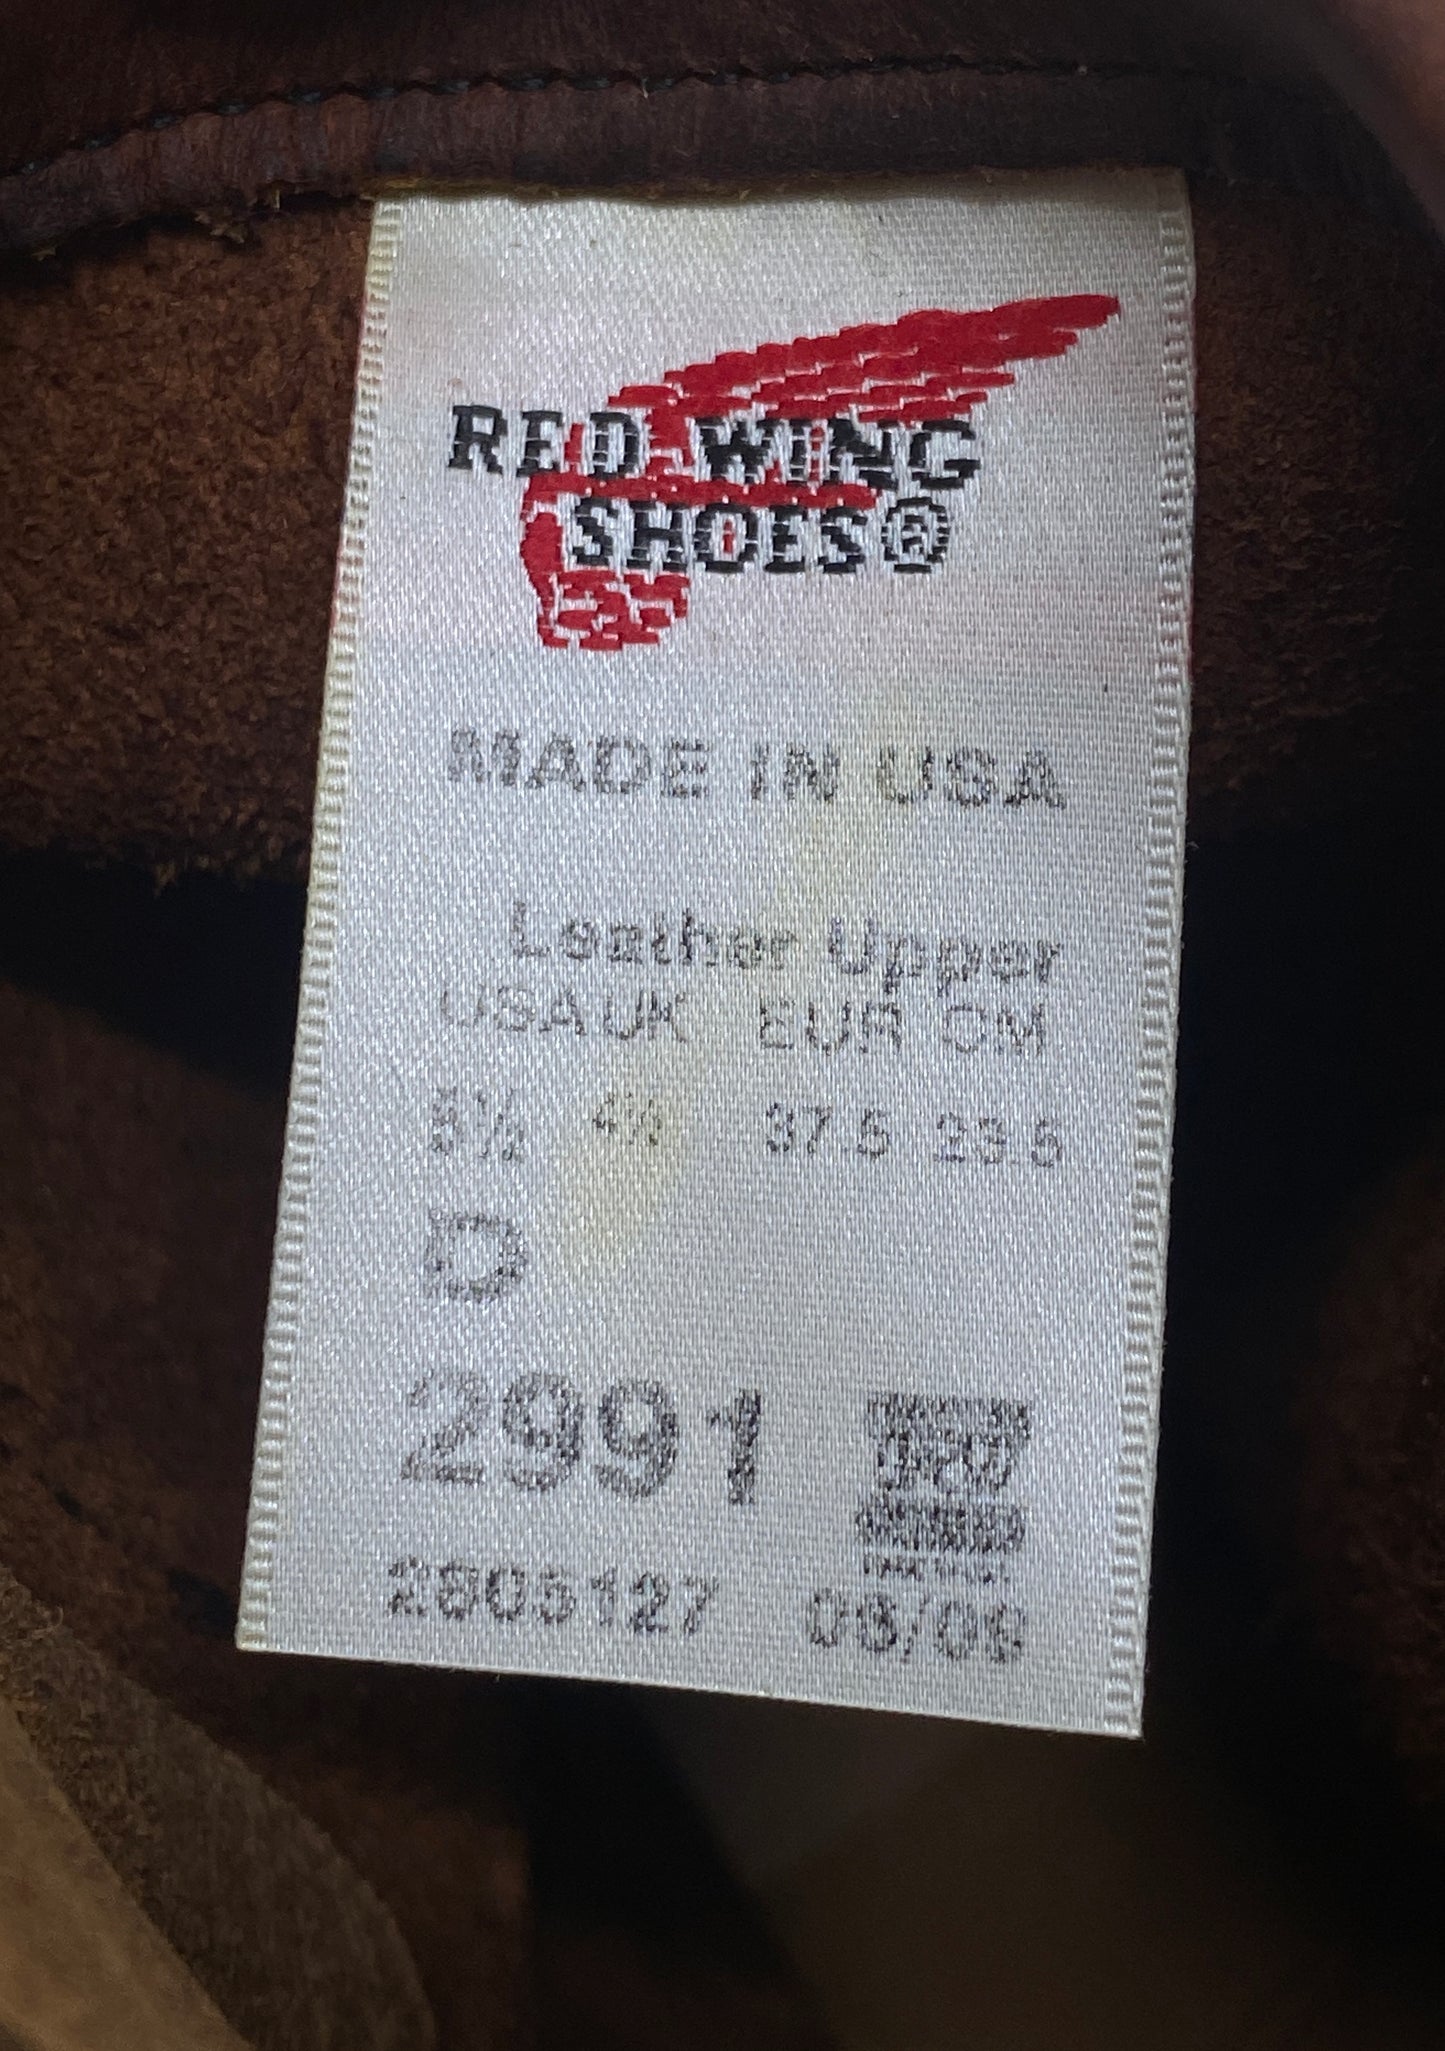 RED WING
SHOES®
MADE IN USA
Leather Upper
USA UK EUR CM
5½ 4½ 37.5 23.5
D
2991
2805127 06/09